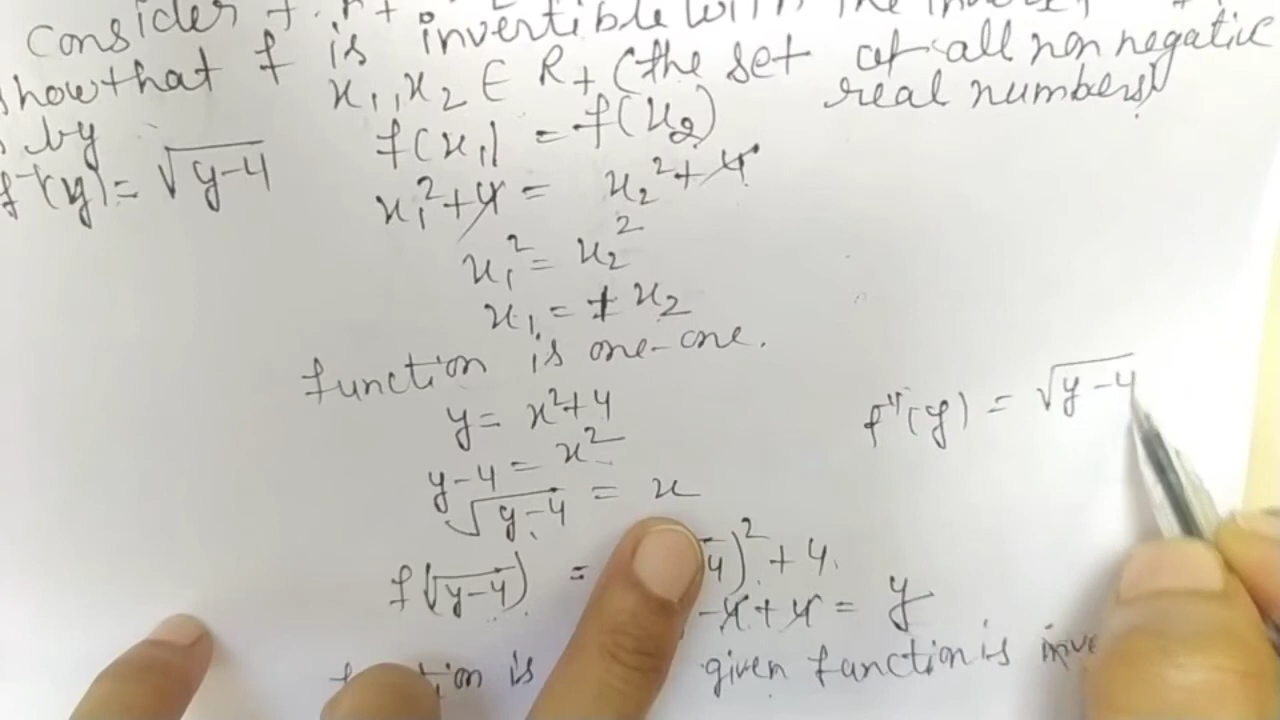 consider f : R+
show that f is invertible with the
x₁, x₂ ∈ R+ (the set of all non negative
real numbers)
by
f⁻¹(y) = √y-4
f(x₁) = f(x₂)
x₁² + 4 = x₂² + 4
x₁² = x₂²
x₁ = ± x₂
function is one-one.
y = x² + 4
y-4 = x²
√y-4 = x
f⁻¹(y) = √y-4
f(√y-4) = 4)² + 4
-4 + 4 = y
is given function is